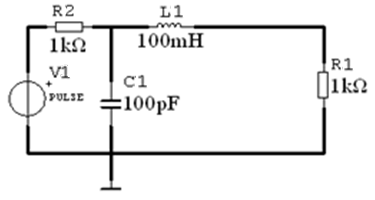 R2
1kΩ
L1
100mH
V1
+
PULSE
C1
100pF
R1
1kΩ